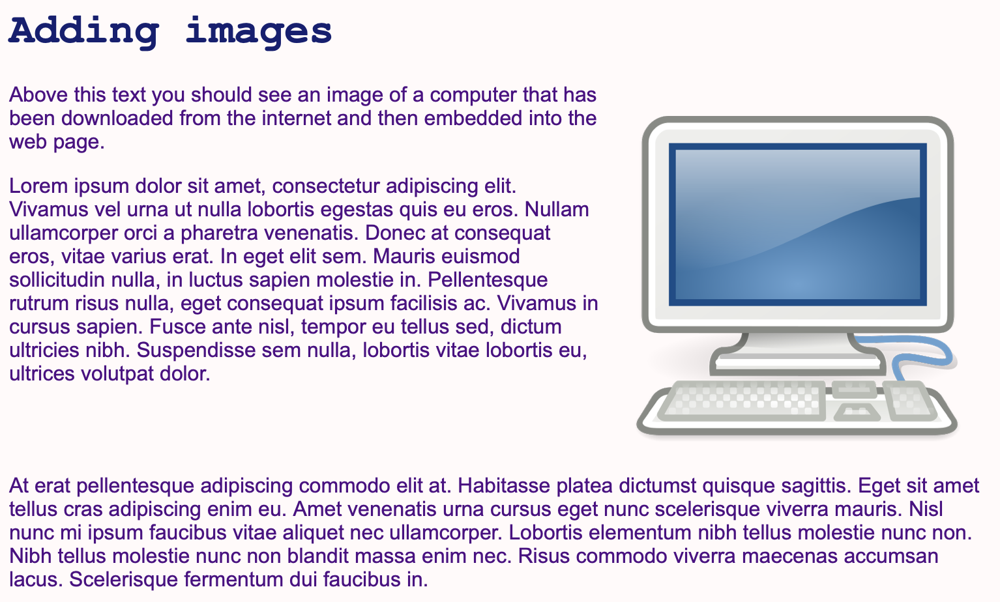 Adding images
Above this text you should see an image of a computer that has
been downloaded from the internet and then embedded into the
web page.
Lorem ipsum dolor sit amet, consectetur adipiscing elit.
Vivamus vel urna ut nulla lobortis egestas quis eu eros. Nullam
ullamcorper orci a pharetra venenatis. Donec at consequat
eros, vitae varius erat. In eget elit sem. Mauris euismod
sollicitudin nulla, in luctus sapien molestie in. Pellentesque
rutrum risus nulla, eget consequat ipsum facilisis ac. Vivamus in
cursus sapien. Fusce ante nisl, tempor eu tellus sed, dictum
ultricies nibh. Suspendisse sem nulla, lobortis vitae lobortis eu,
ultrices volutpat dolor.
At erat pellentesque adipiscing commodo elit at. Habitasse platea dictumst quisque sagittis. Eget sit amet
tellus cras adipiscing enim eu. Amet venenatis urna cursus eget nunc scelerisque viverra mauris. Nisl
nunc mi ipsum faucibus vitae aliquet nec ullamcorper. Lobortis elementum nibh tellus molestie nunc non.
Nibh tellus molestie nunc non blandit massa enim nec. Risus commodo viverra maecenas accumsan
lacus. Scelerisque fermentum dui faucibus in.